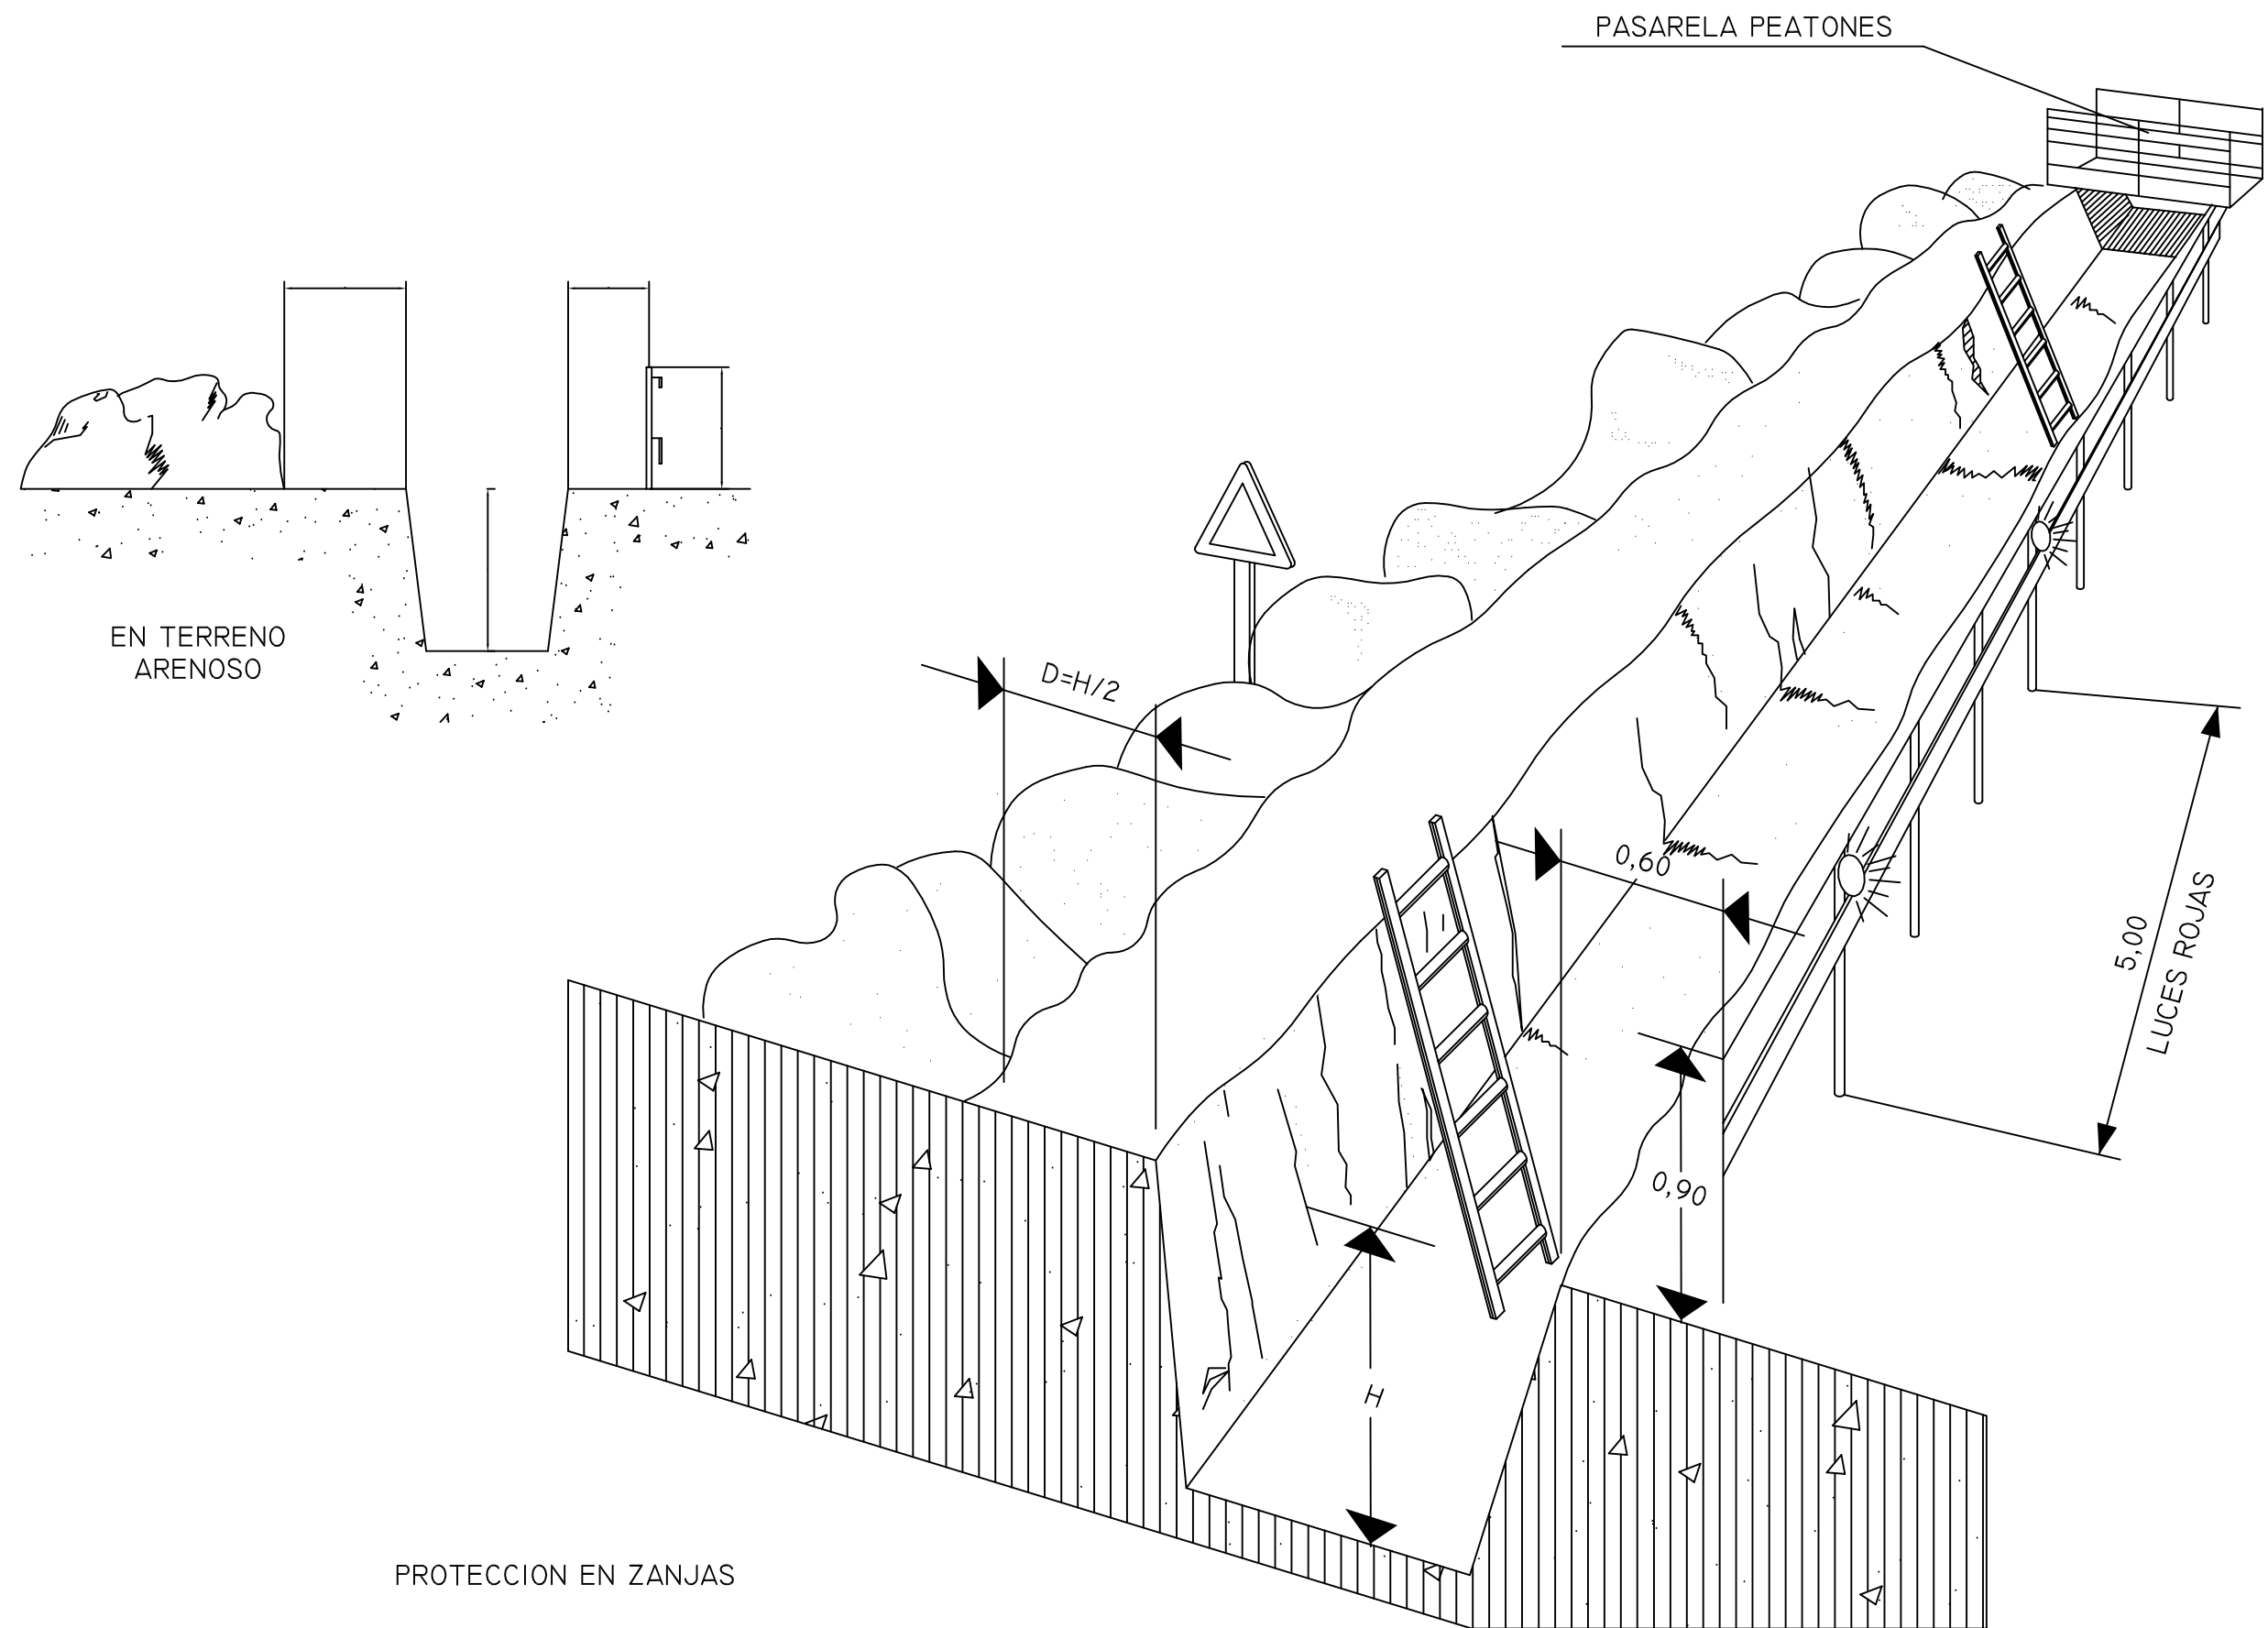 PASARELA PEATONES
EN TERRENO
ARENOSO
D=H/2
0,60
5,00
LUCES ROJAS
0,90
H
PROTECCION EN ZANJAS